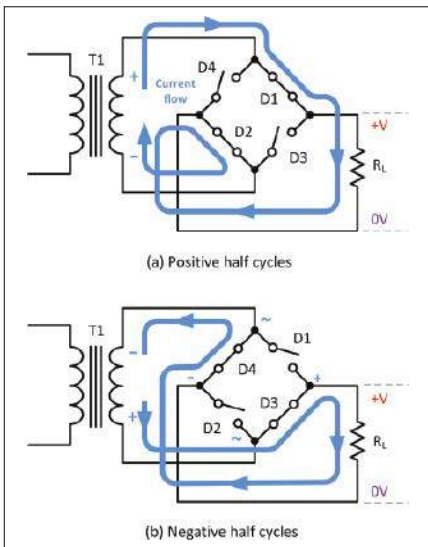 T1
+
−
Current
flow
D4
D1
D2
D3
+V
RL
0V
(a) Positive half cycles
T1
−
+
~
D1
D4
−
+
D3
D2
~
+V
RL
0V
(b) Negative half cycles